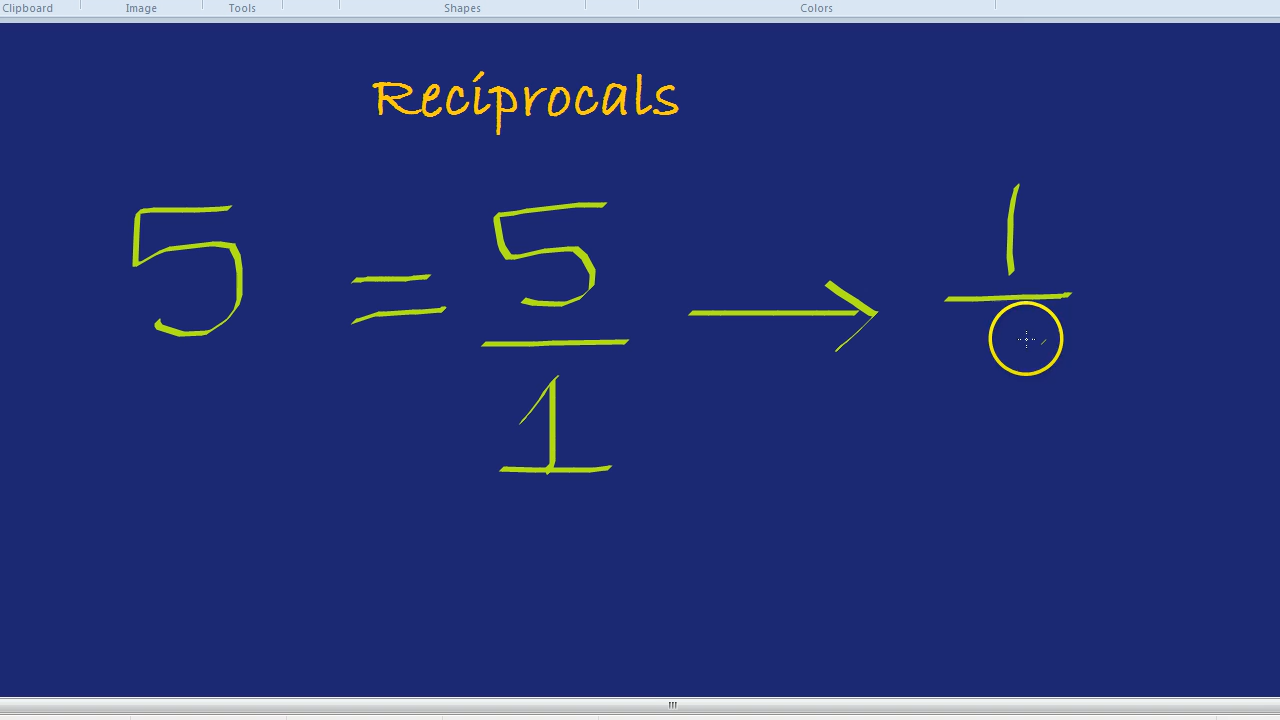 Clipboard Image Tools Shapes Colors
Reciprocals
5 = 5/1 → 1/